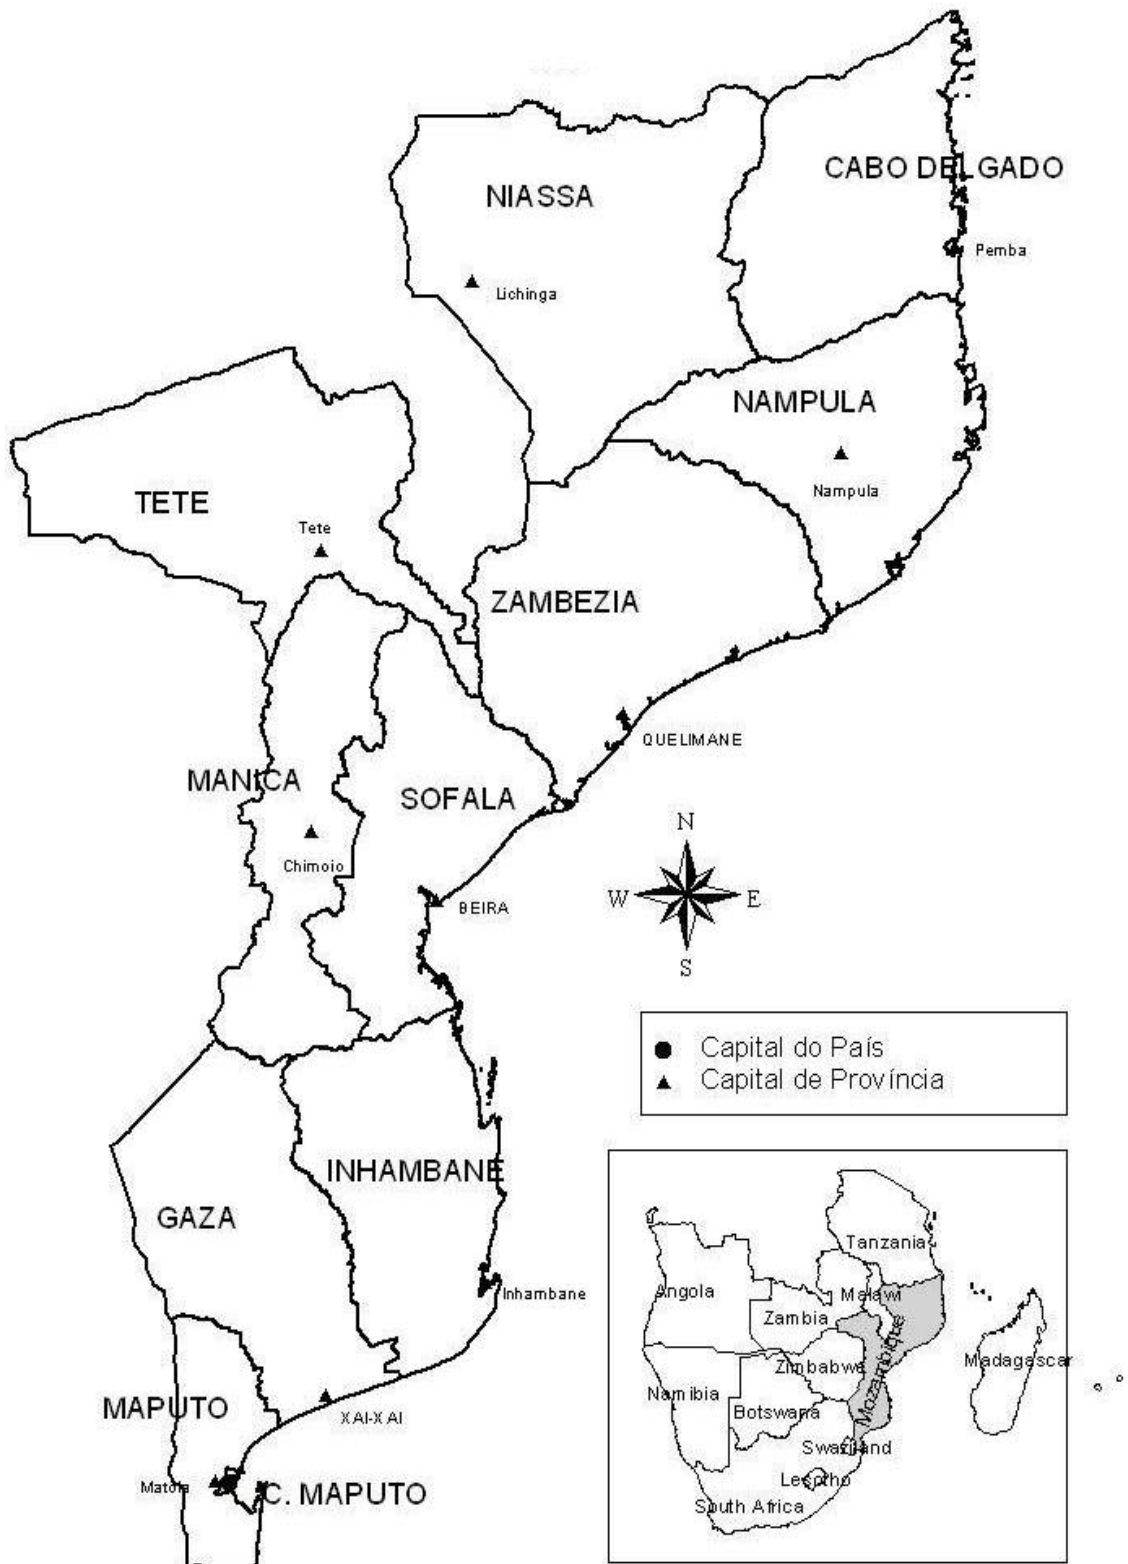 CABO DELGADO
NIASSA
Pemba
Lichinga
NAMPULA
Nampula
TETE
Tete
ZAMBEZIA
QUELIMANE
MANICA
SOFALA
Chimoio
BEIRA
N
W
E
S
Capital do País
Capital de Província
INHAMBANE
GAZA
Inhambane
MAPUTO
XAI-XAI
Matola
C. MAPUTO
Tanzania
Angola
Malawi
Zambia
Mozambique
Zimbabwe
Madagascar
Namibia
Botswana
Swaziland
Lesotho
South Africa